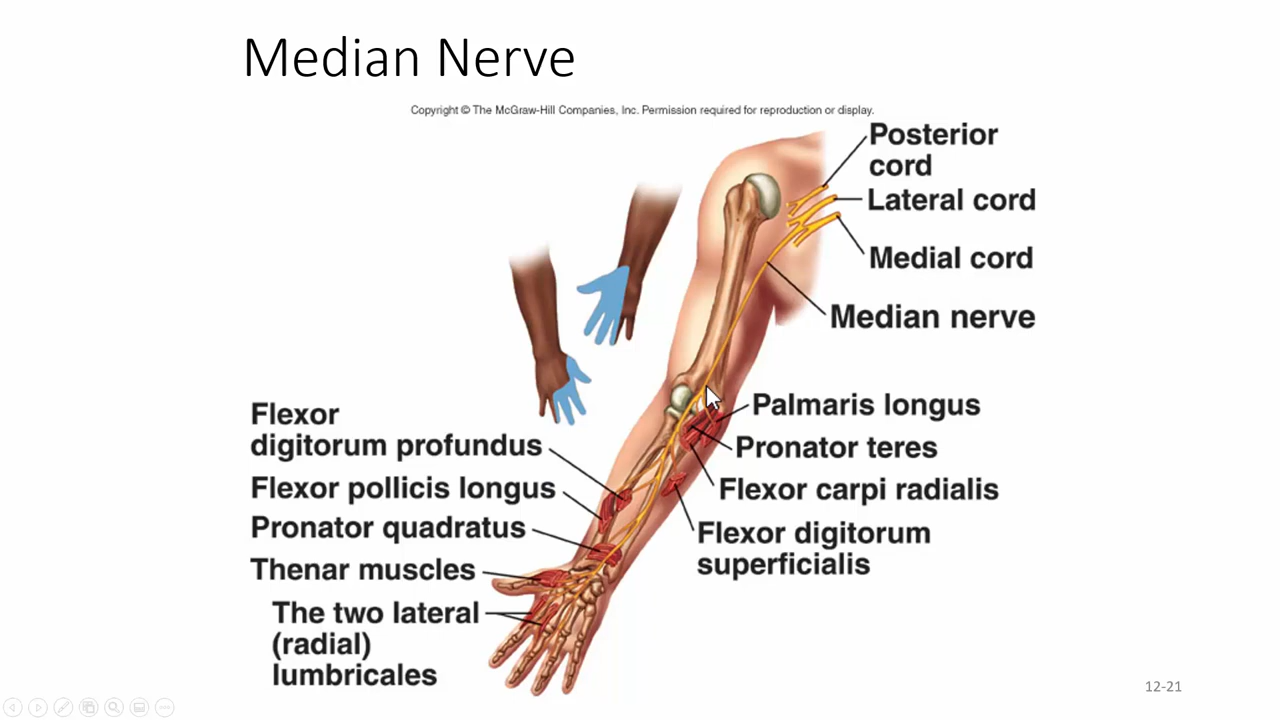 Median Nerve
Copyright © The McGraw-Hill Companies, Inc. Permission required for reproduction or display.
Posterior
cord
Lateral cord
Medial cord
Median nerve
Palmaris longus
Pronator teres
Flexor carpi radialis
Flexor digitorum
superficialis
Flexor
digitorum profundus
Flexor pollicis longus
Pronator quadratus
Thenar muscles
The two lateral
(radial)
lumbricales
12-21